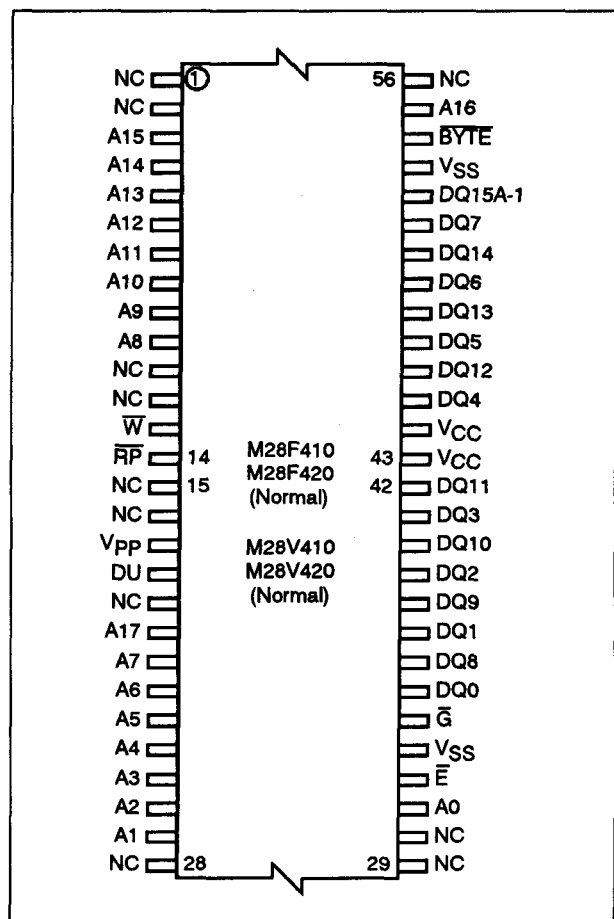 NC 1 56 NC
NC A16
A15 B̅Y̅T̅E̅
A14 VSS
A13 DQ15A-1
A12 DQ7
A11 DQ14
A10 DQ6
A9 DQ13
A8 DQ5
NC DQ12
NC DQ4
W̅ VCC
R̅P̅ 14 M28F410 43 VCC
NC 15 M28F420 42 DQ11
(Normal)
NC DQ3
VPP M28V410 DQ10
DU M28V420 DQ2
(Normal)
NC DQ9
A17 DQ1
A7 DQ8
A6 DQ0
A5 G̅
A4 VSS
A3 E̅
A2 A0
A1 NC
NC 28 29 NC